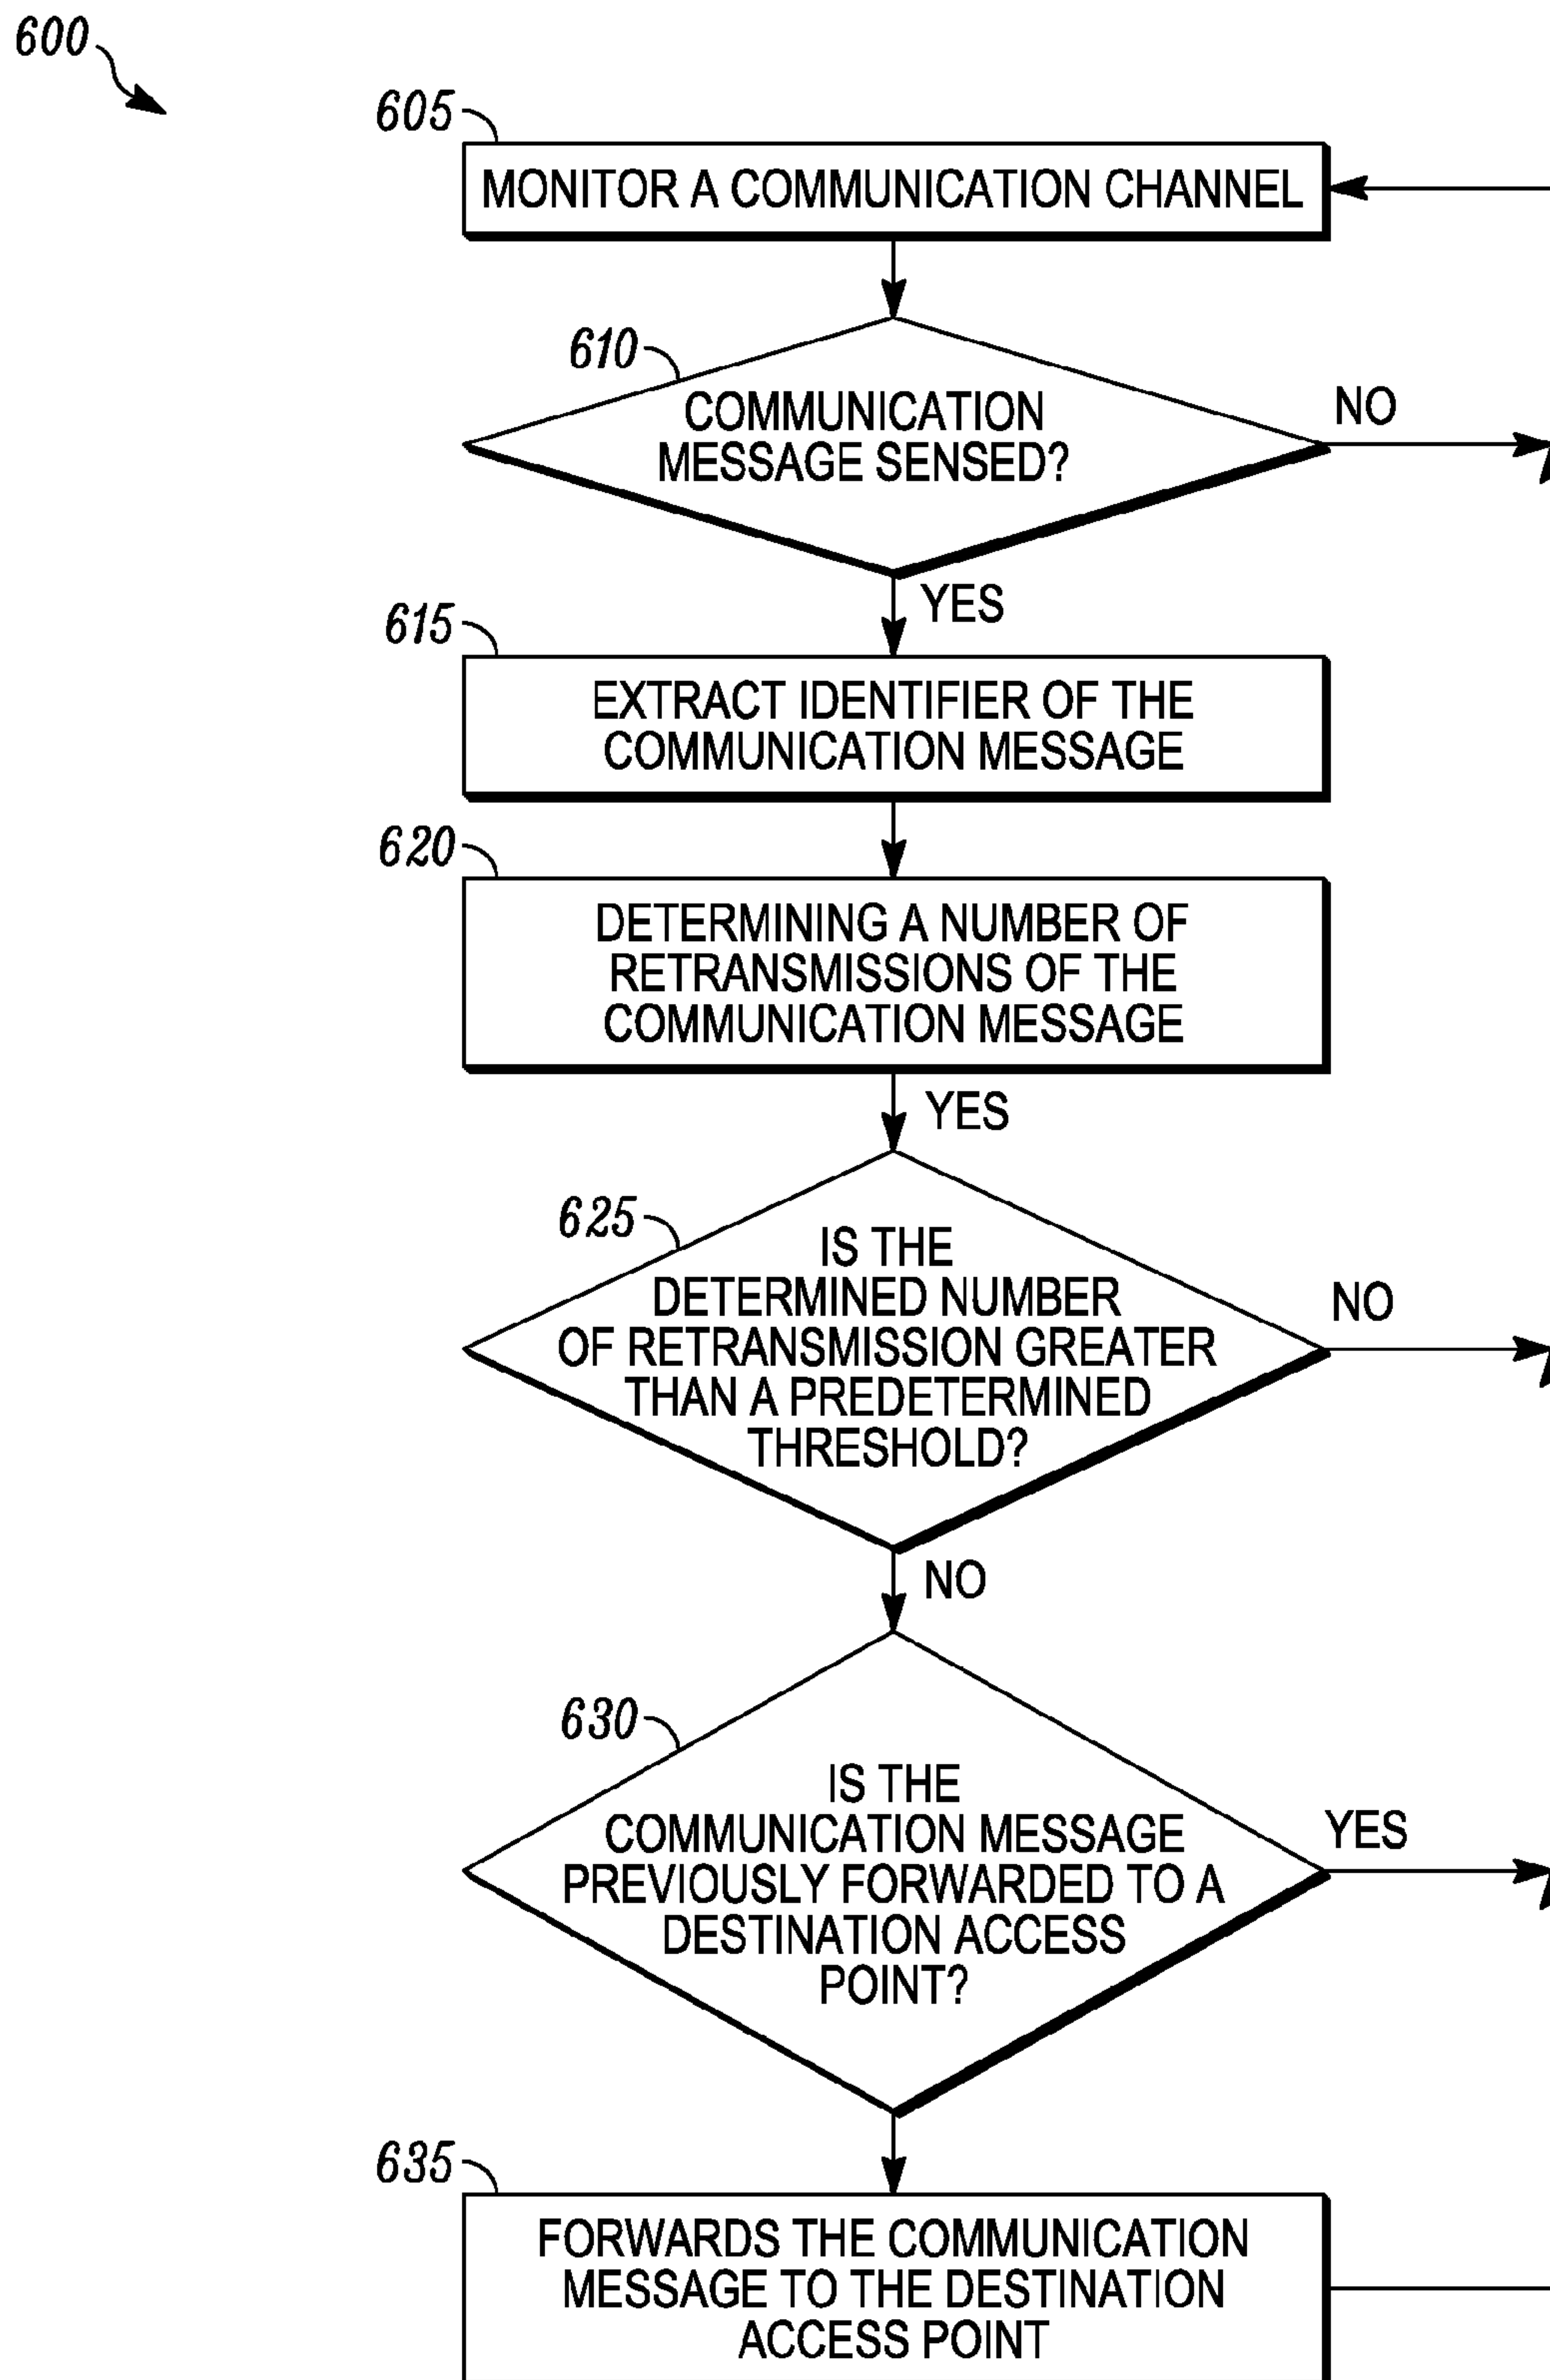 600
605
MONITOR A COMMUNICATION CHANNEL
610
COMMUNICATION
MESSAGE SENSED?
NO
YES
615
EXTRACT IDENTIFIER OF THE
COMMUNICATION MESSAGE
620
DETERMINING A NUMBER OF
RETRANSMISSIONS OF THE
COMMUNICATION MESSAGE
YES
625
IS THE
DETERMINED NUMBER
OF RETRANSMISSION GREATER
THAN A PREDETERMINED
THRESHOLD?
NO
NO
630
IS THE
COMMUNICATION MESSAGE
PREVIOUSLY FORWARDED TO A
DESTINATION ACCESS
POINT?
YES
635
FORWARDS THE COMMUNICATION
MESSAGE TO THE DESTINATION
ACCESS POINT